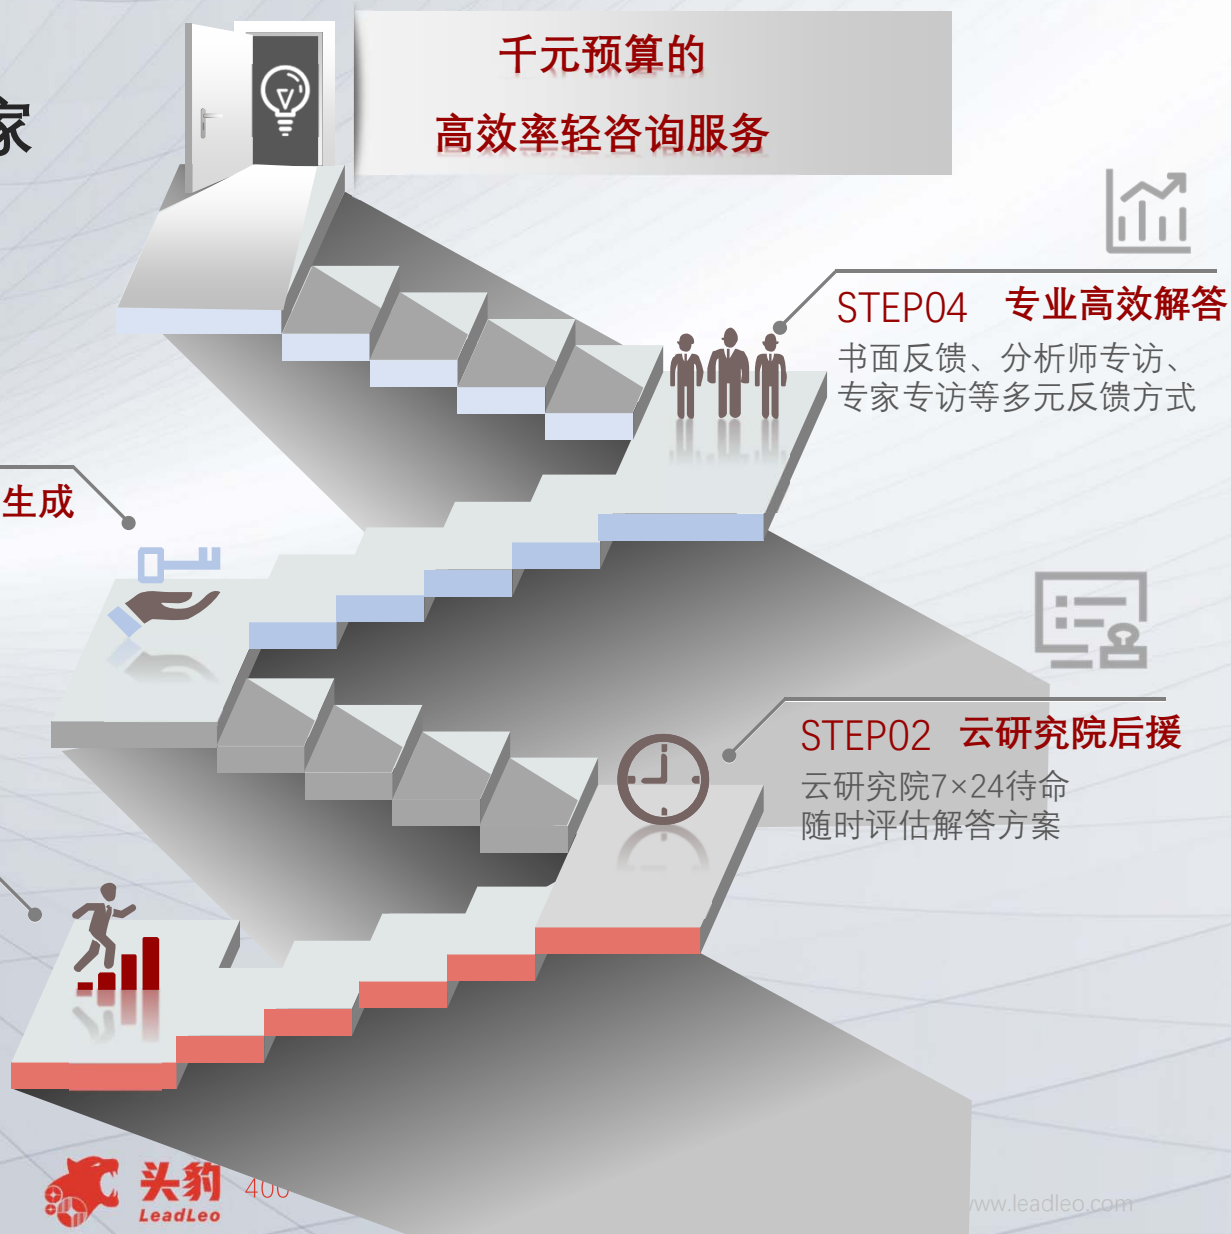 千元预算的
高效率轻咨询服务
家
STEP04 专业高效解答
书面反馈、分析师专访、
专家专访等多元反馈方式
生成
STEP02 云研究院后援
云研究院7×24待命
随时评估解答方案
头豹
LeadLeo
400
www.leadleo.com